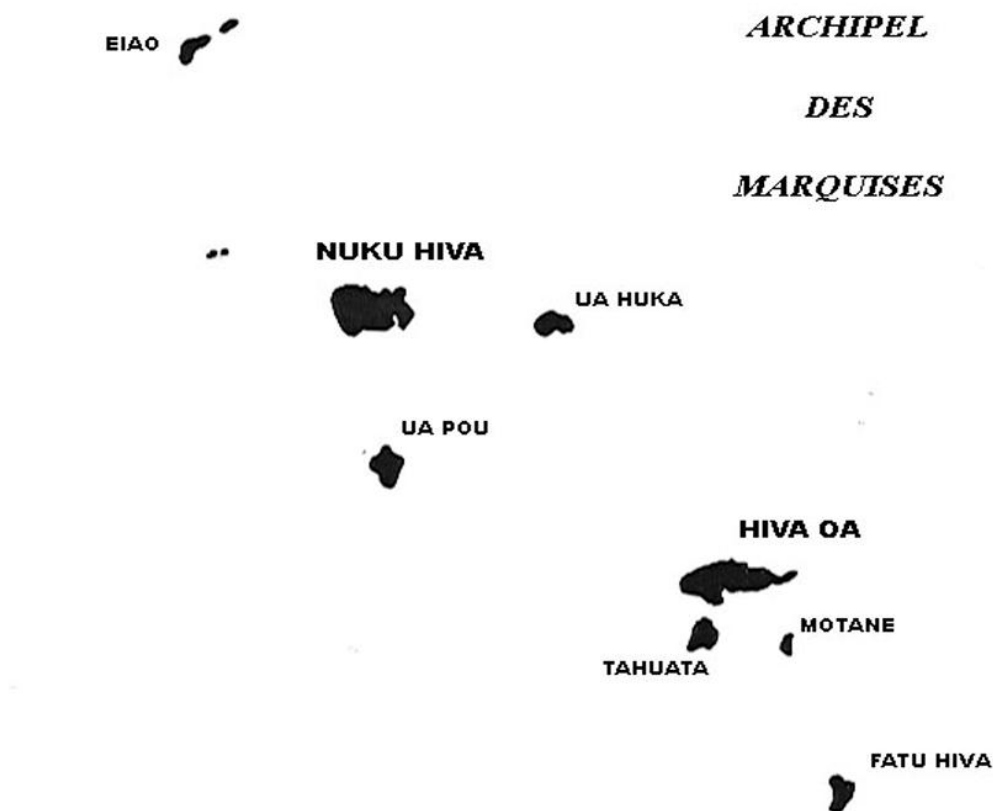 ARCHIPEL
EIAO
DES
MARQUISES
NUKU HIVA
UA HUKA
UA POU
HIVA OA
MOTANE
TAHUATA
FATU HIVA